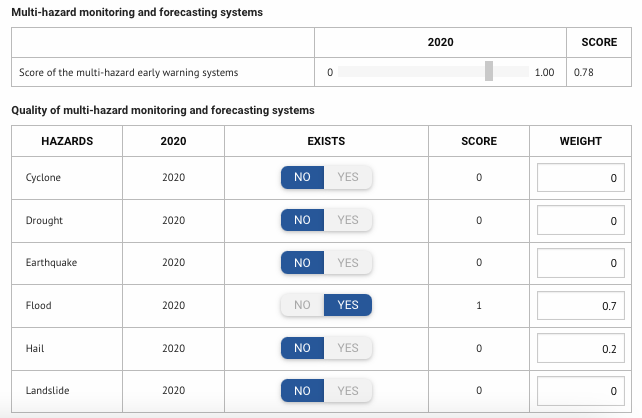 Multi-hazard monitoring and forecasting systems
2020 SCORE
Score of the multi-hazard early warning systems 0 1.00 0.78
Quality of multi-hazard monitoring and forecasting systems
HAZARDS 2020 EXISTS SCORE WEIGHT
Cyclone 2020 NO YES 0 0
Drought 2020 NO YES 0 0
Earthquake 2020 NO YES 0 0
Flood 2020 NO YES 1 0.7
Hail 2020 NO YES 0 0.2
Landslide 2020 NO YES 0 0